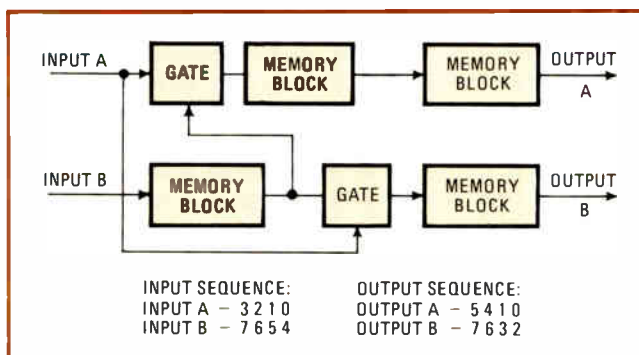 INPUT A
GATE
MEMORY
BLOCK
MEMORY
BLOCK
OUTPUT
A
INPUT B
MEMORY
BLOCK
GATE
MEMORY
BLOCK
OUTPUT
B
INPUT SEQUENCE:
INPUT A – 3210
INPUT B – 7654
OUTPUT SEQUENCE:
OUTPUT A – 5410
OUTPUT B – 7632